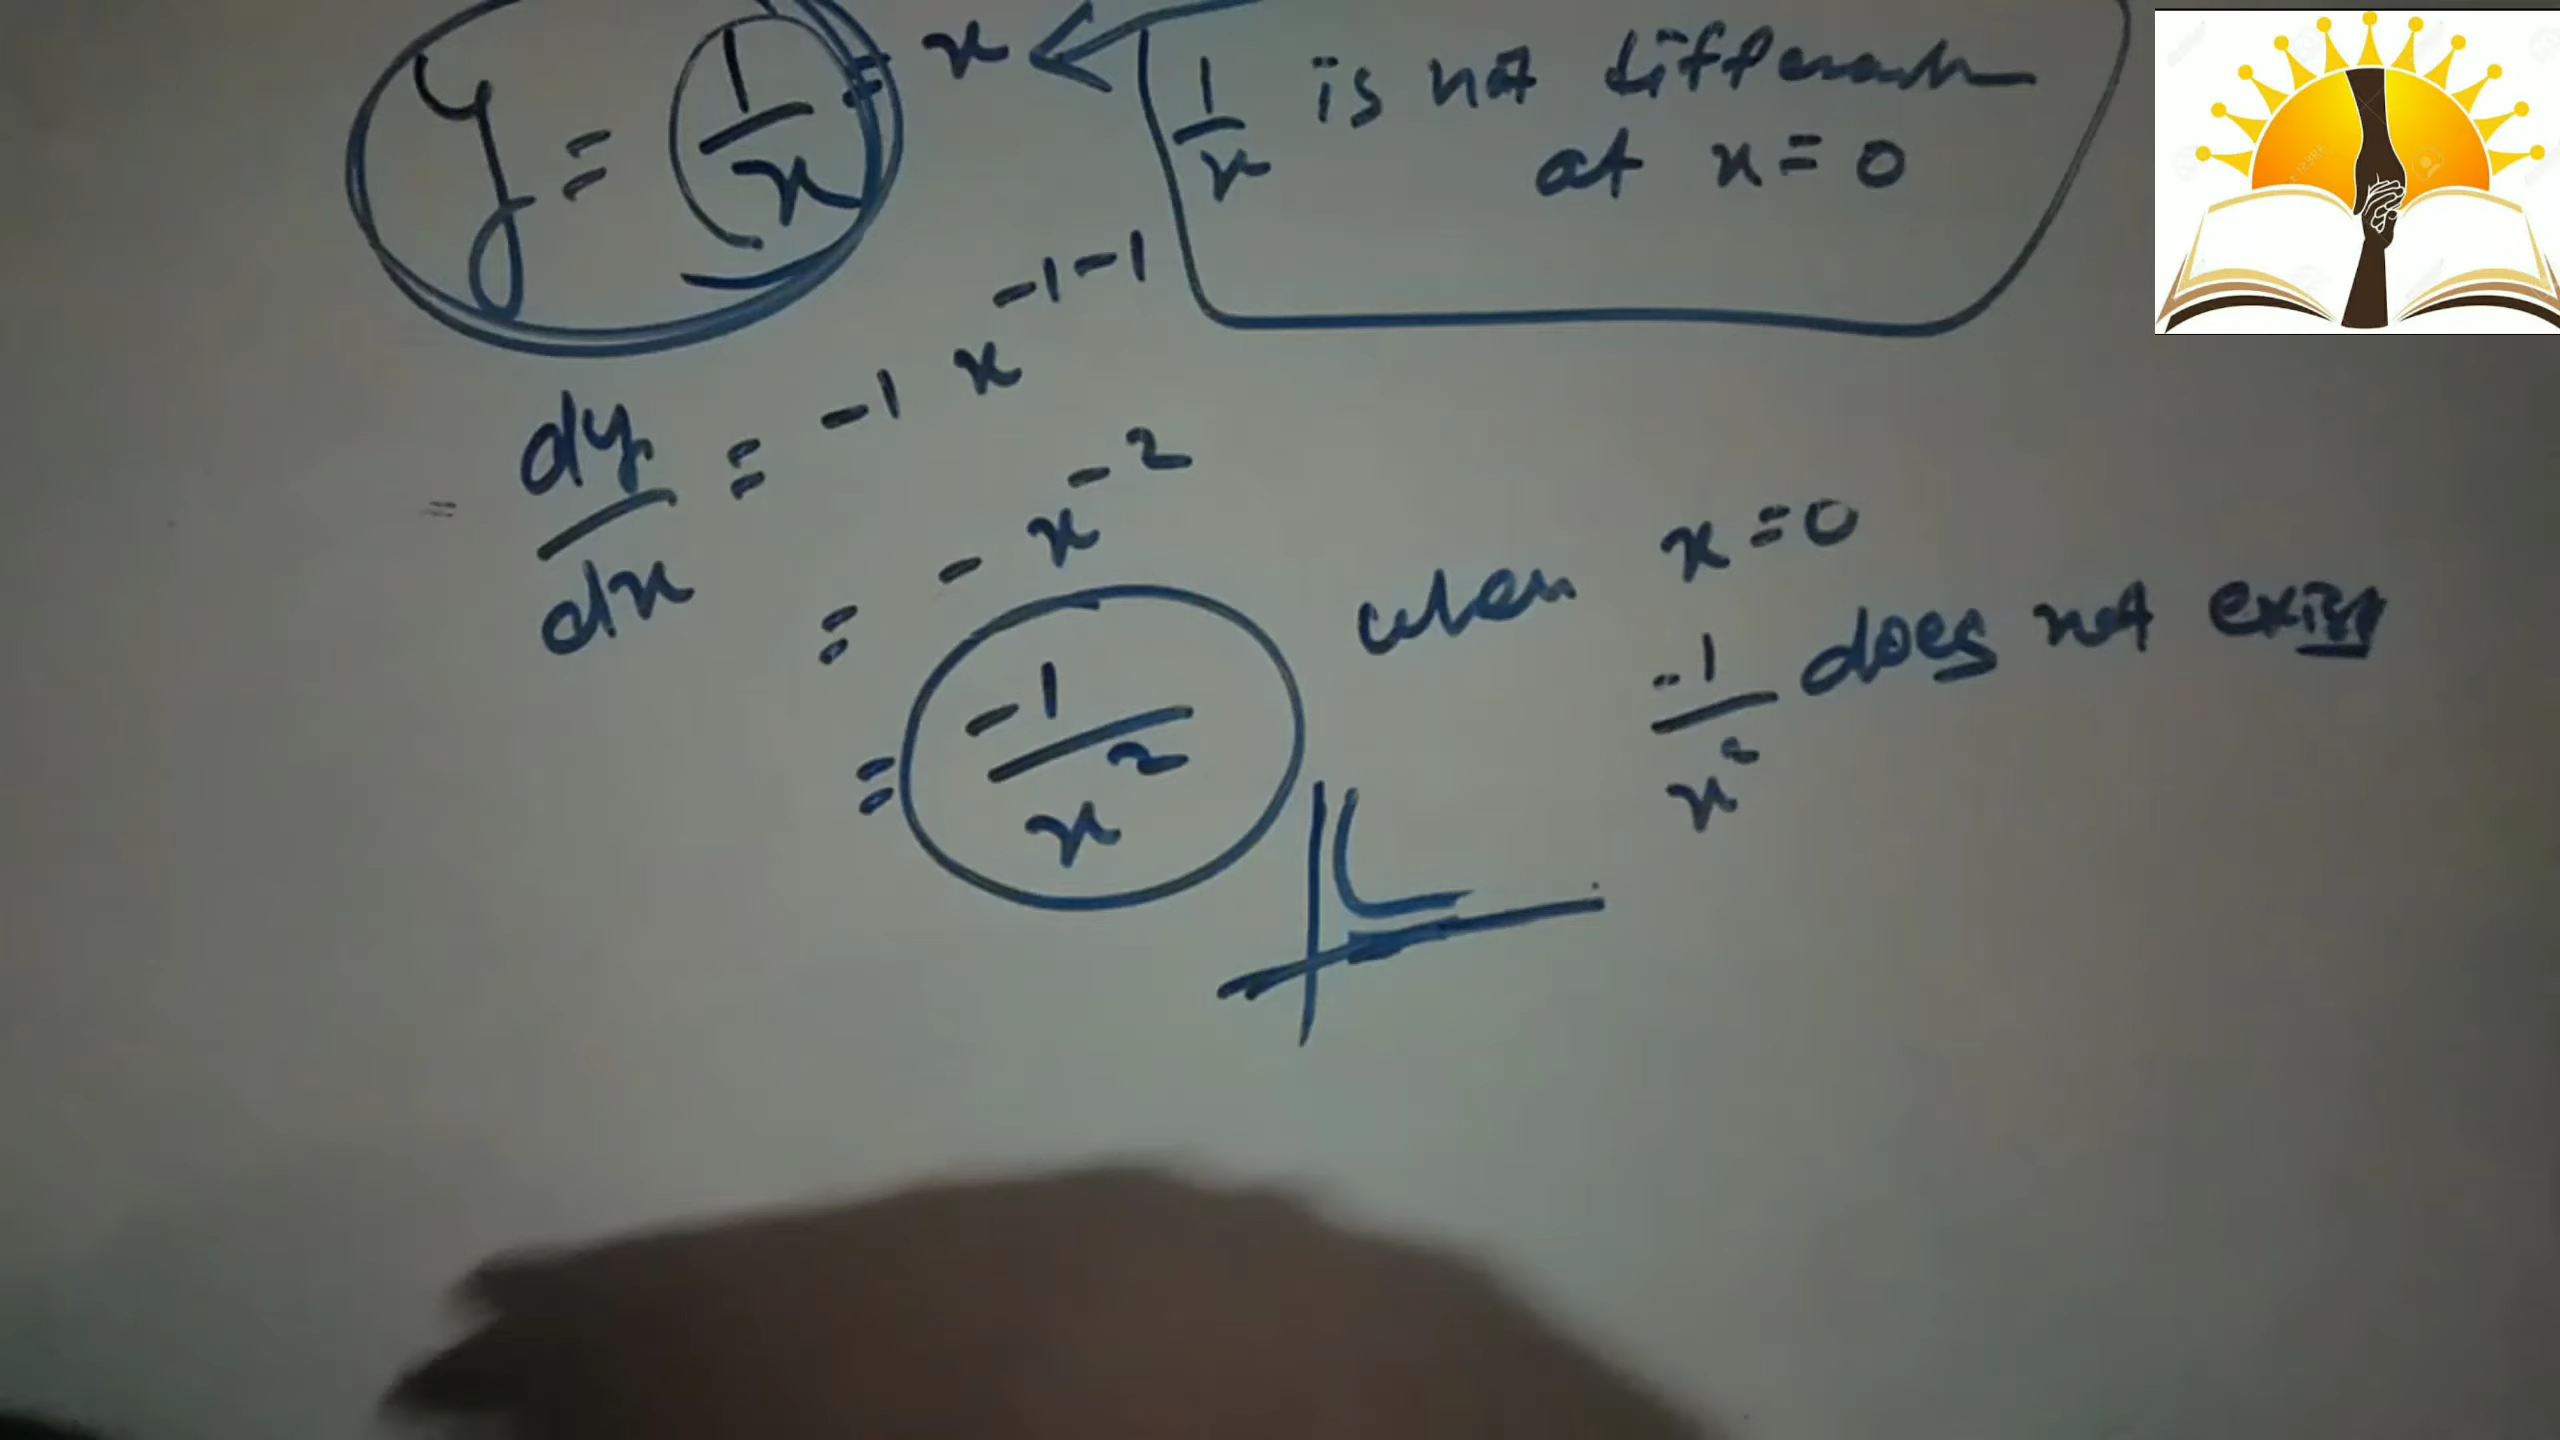 y = 1/x = x
1/x is not
at x = 0
dy/dx = -1 x^-1-1
= - x^-2
= -1/x^2
when x = 0
-1/x^2 does not exist